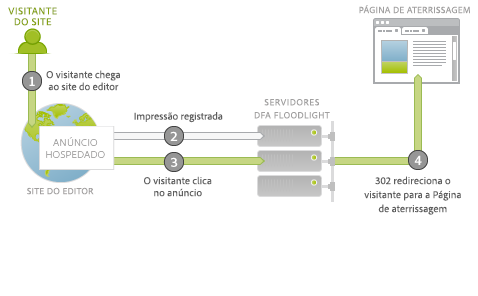 VISITANTE
DO SITE
PÁGINA DE ATERRISSAGEM
1
O visitante chega
ao site do editor
SERVIDORES
DFA FLOODLIGHT
Impressão registrada
2
ANÚNCIO
HOSPEDADO
3
4
SITE DO EDITOR
O visitante clica
no anúncio
302 redireciona o
visitante para a Página
de aterrissagem